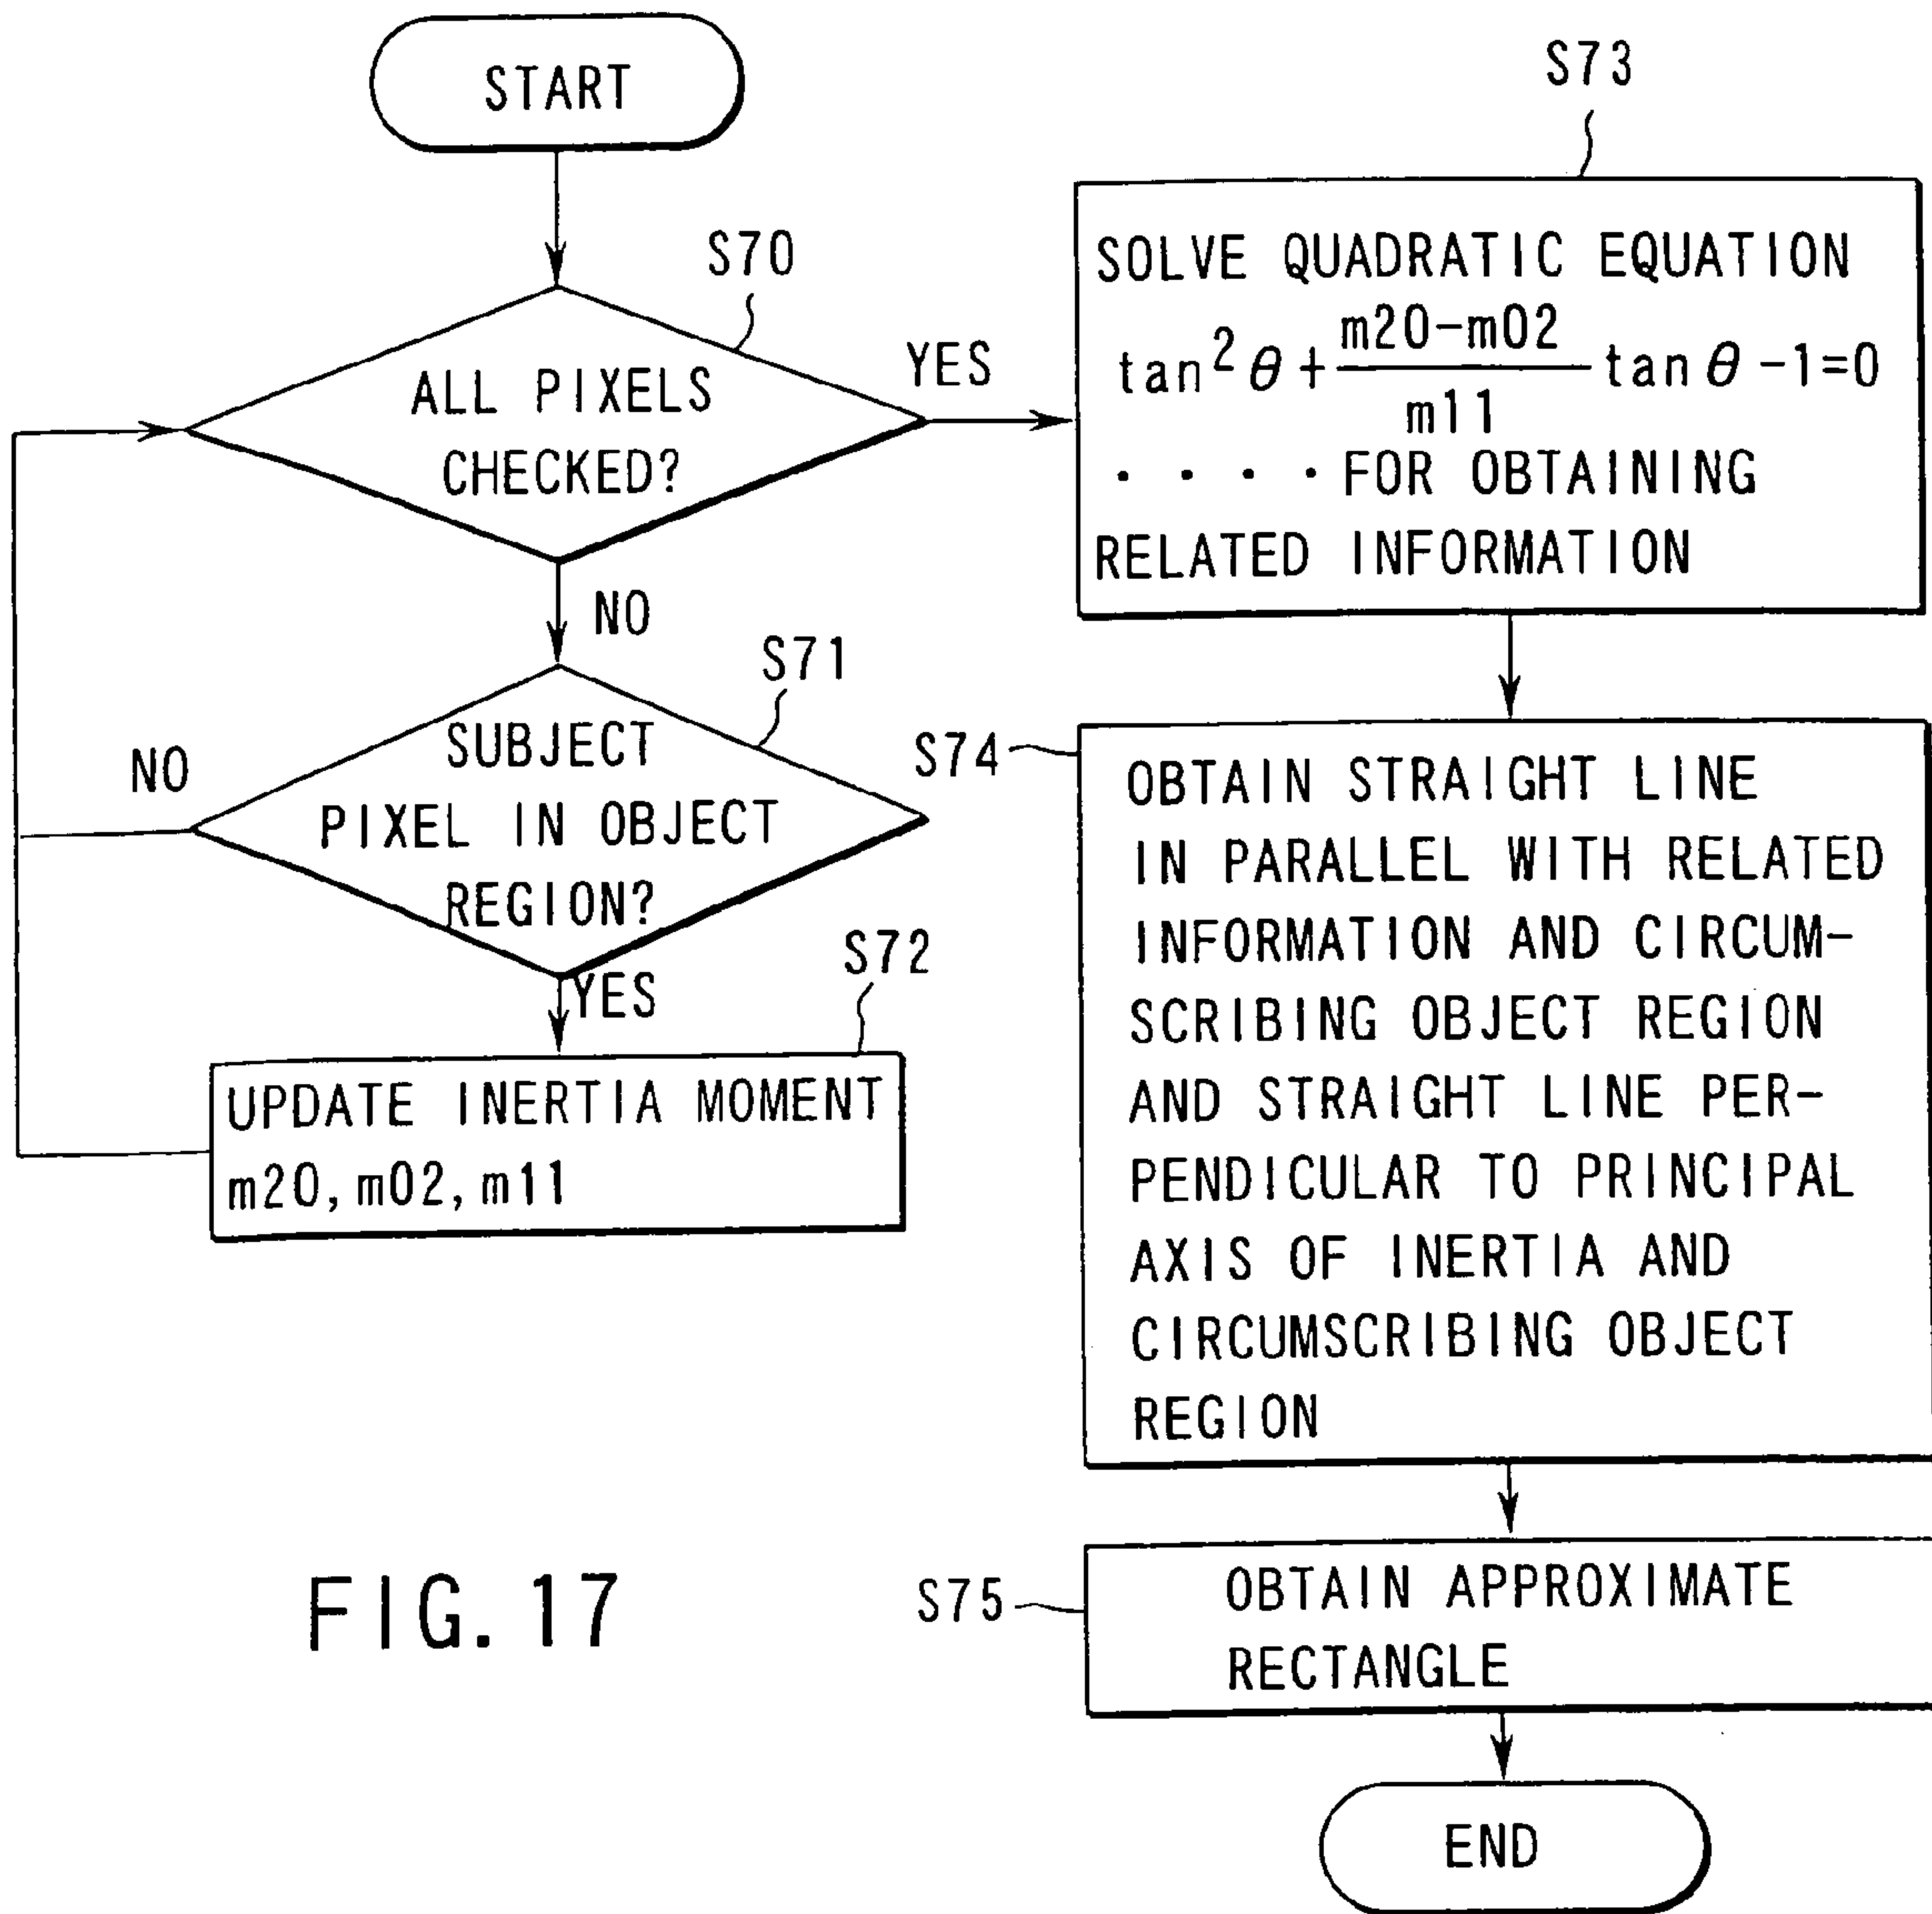 START
S70
ALL PIXELS
CHECKED?
YES
NO
S71
SUBJECT
PIXEL IN OBJECT
REGION?
NO
YES
S72
UPDATE INERTIA MOMENT
m20, m02, m11
S73
SOLVE QUADRATIC EQUATION
tan²θ + (m20-m02)/m11 tanθ -1=0
· · · · FOR OBTAINING
RELATED INFORMATION
S74
OBTAIN STRAIGHT LINE
IN PARALLEL WITH RELATED
INFORMATION AND CIRCUM-
SCRIBING OBJECT REGION
AND STRAIGHT LINE PER-
PENDICULAR TO PRINCIPAL
AXIS OF INERTIA AND
CIRCUMSCRIBING OBJECT
REGION
S75
OBTAIN APPROXIMATE
RECTANGLE
END
FIG. 17